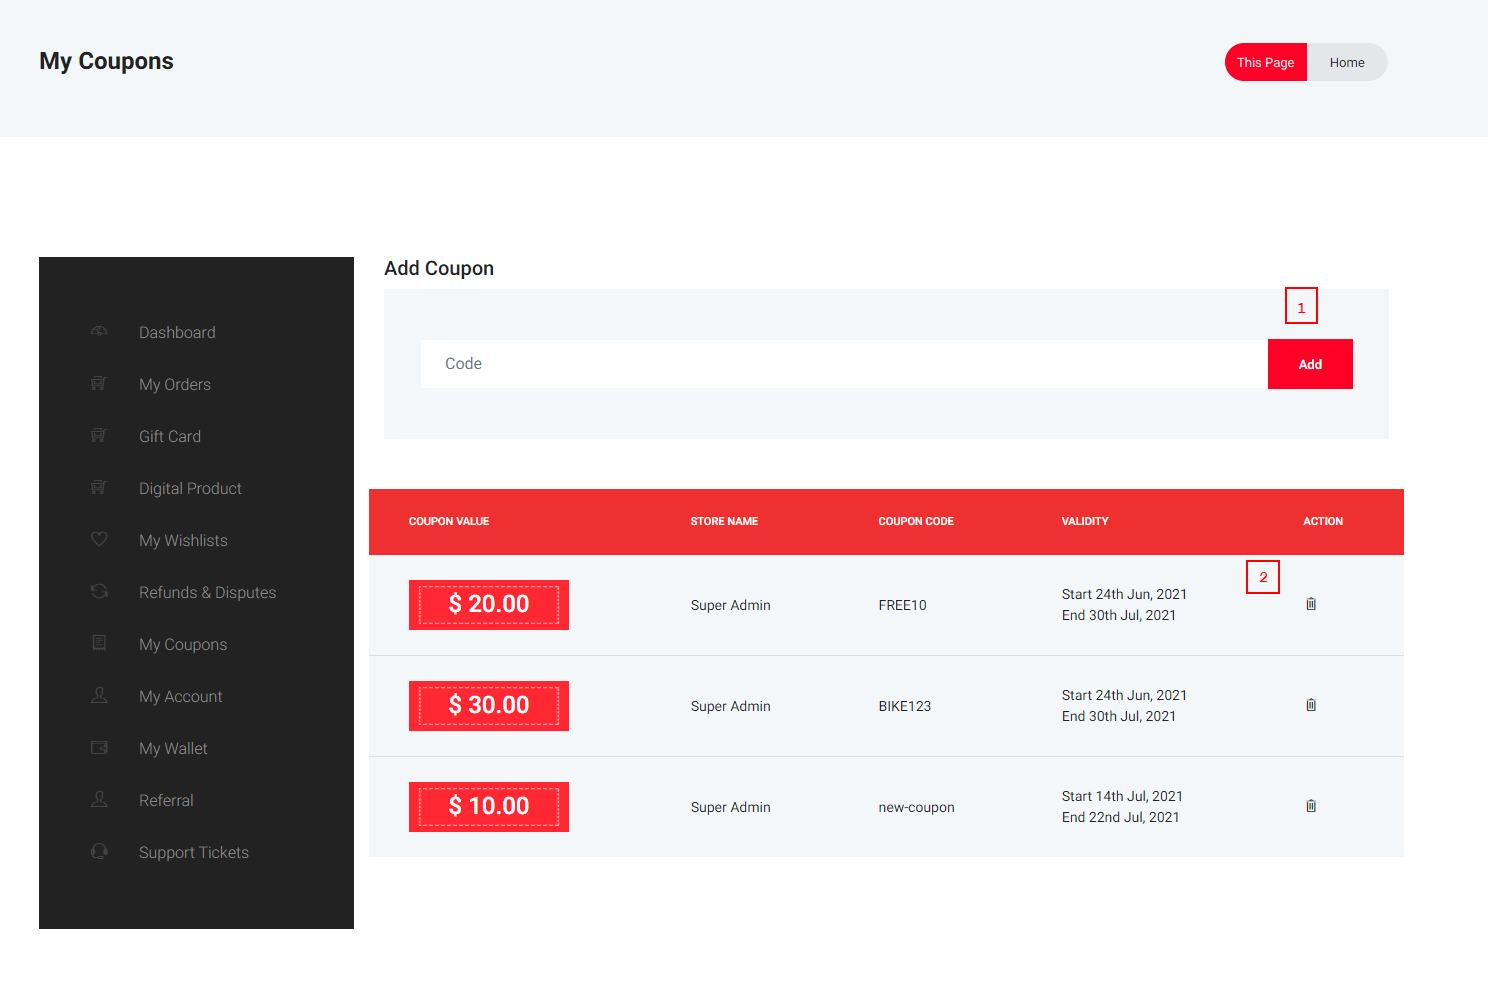 My Coupons
This Page Home
Dashboard
My Orders
Gift Card
Digital Product
My Wishlists
Refunds & Disputes
My Coupons
My Account
My Wallet
Referral
Support Tickets
Add Coupon
1
Code
Add
COUPON VALUE STORE NAME COUPON CODE VALIDITY ACTION
2
$ 20.00 Super Admin FREE10 Start 24th Jun, 2021
End 30th Jul, 2021
$ 30.00 Super Admin BIKE123 Start 24th Jun, 2021
End 30th Jul, 2021
$ 10.00 Super Admin new-coupon Start 14th Jul, 2021
End 22nd Jul, 2021